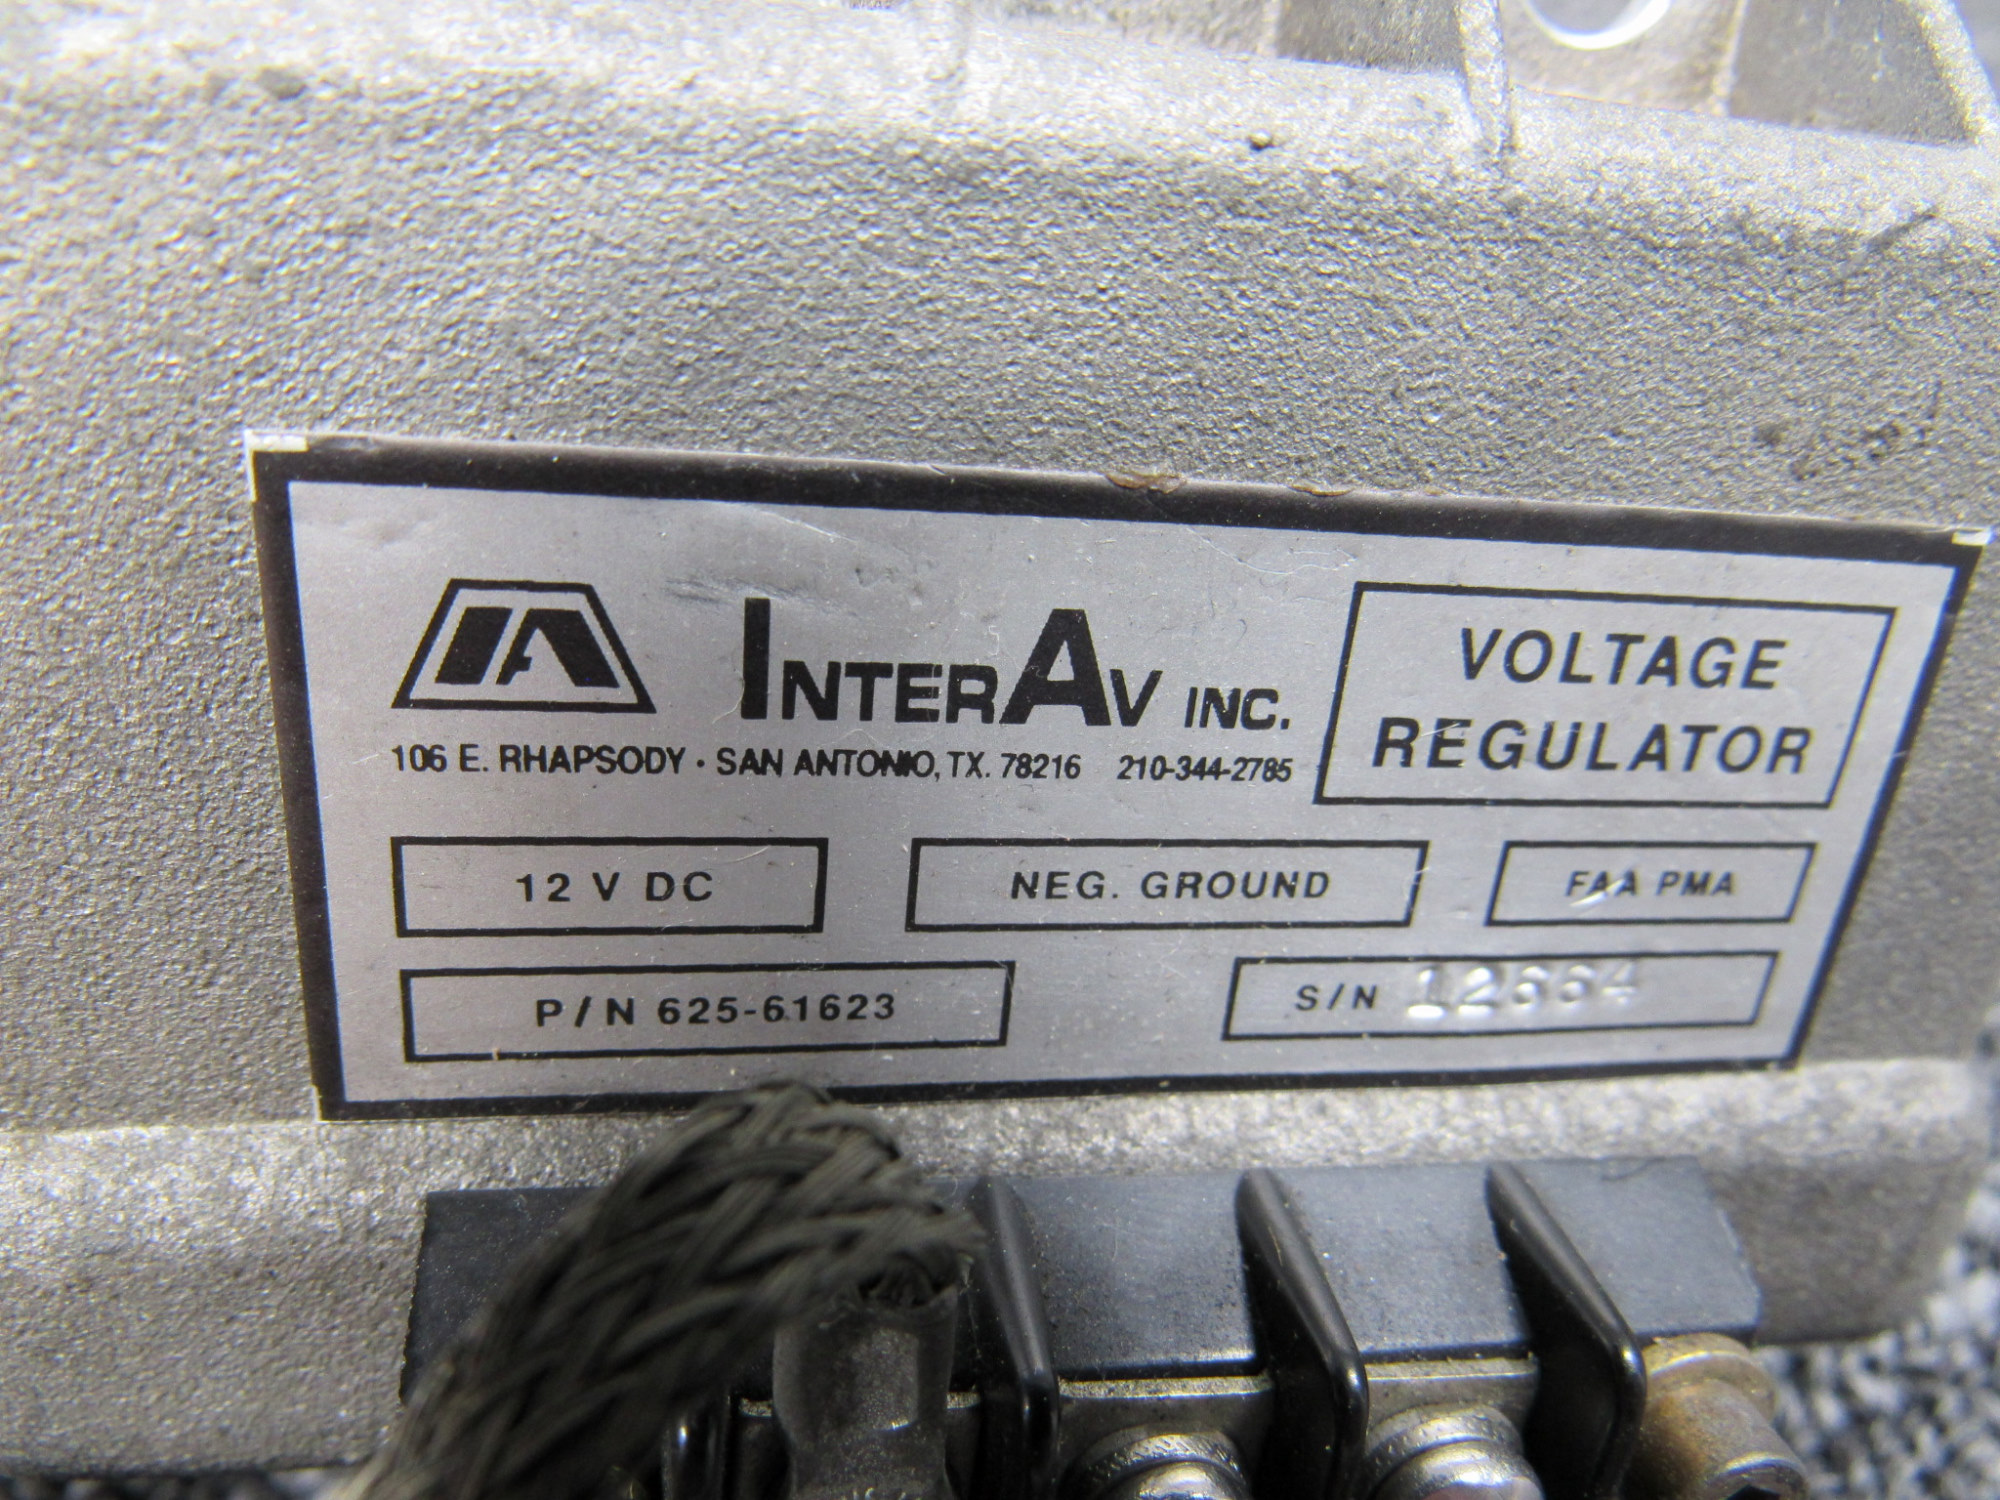 IA
INTERAV INC.
106 E. RHAPSODY · SAN ANTONIO, TX. 78216 210-344-2785
VOLTAGE
REGULATOR
12 V DC
NEG. GROUND
FAA PMA
P/N 625-61623
S/N 12664